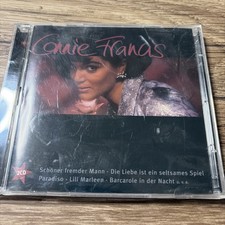 Connie Francis
Schöner fremder Mann · Die Liebe ist ein seltsames Spiel
Paradiso · Lili Marleen · Barcarole in der Nacht u.v.a.
2CD